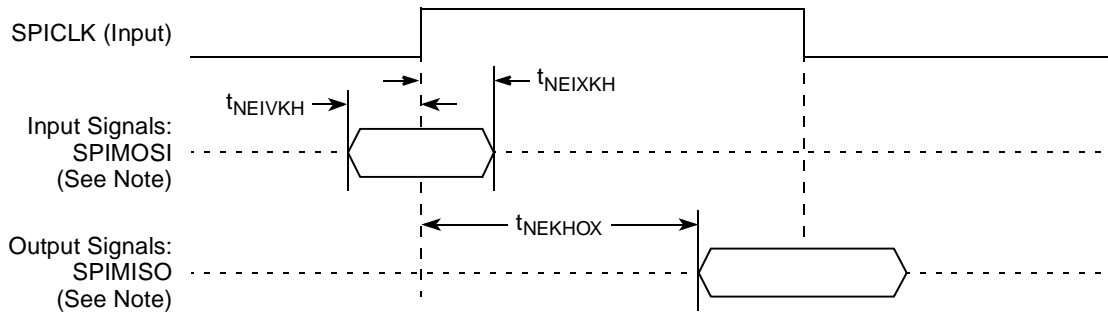 SPICLK (Input)
tNEIXKH
tNEIVKH
Input Signals:
SPIMOSI
(See Note)
tNEKHOX
Output Signals:
SPIMISO
(See Note)